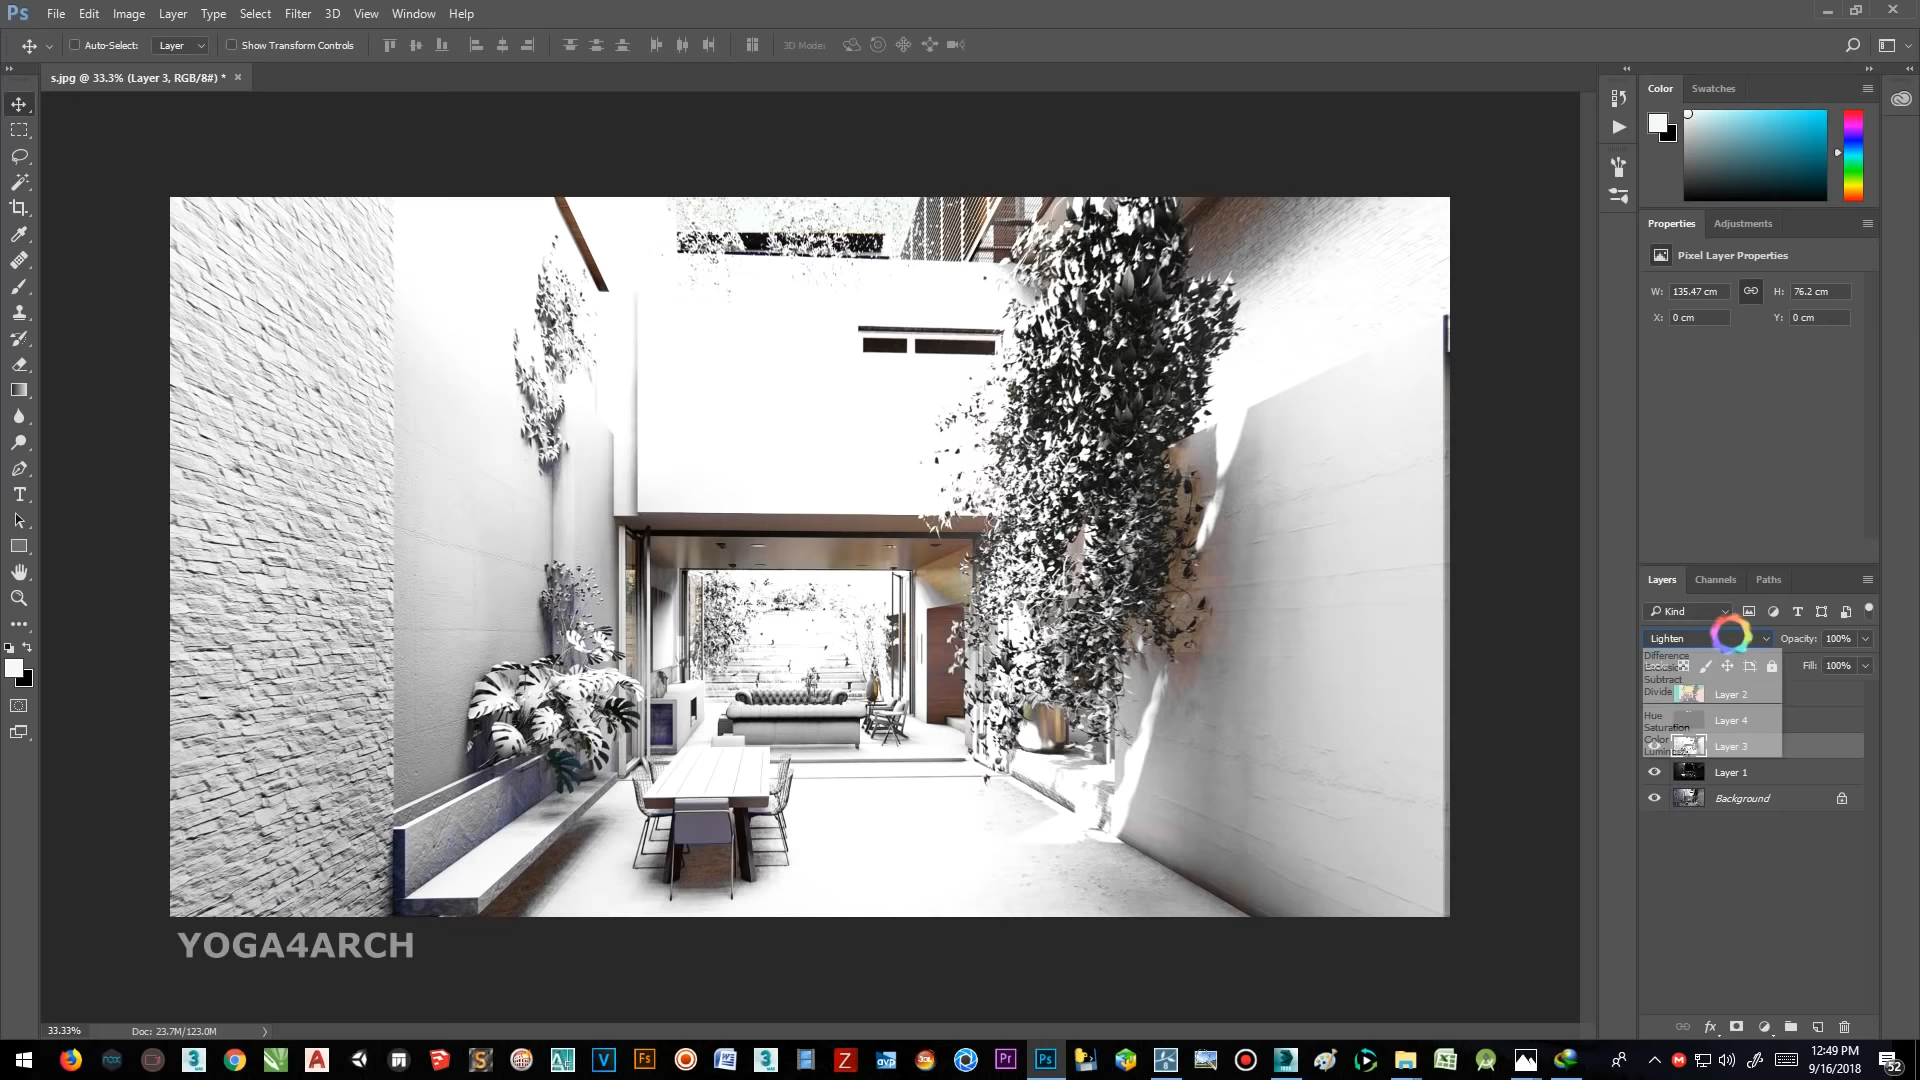 Ps File Edit Image Layer Type Select Filter 3D View Window Help
Auto-Select: Layer Show Transform Controls 3D Mode:
s.jpg @ 33.3% (Layer 3, RGB/8#) *
Color Swatches
Properties Adjustments
Pixel Layer Properties
W: 135.47 cm H: 76.2 cm
X: 0 cm Y: 0 cm
Layers Channels Paths
Kind
Lighten Opacity: 100%
Difference
Fill: 100%
Subtract
Divide Layer 2
Hue Layer 4
Saturation
Color
Layer 3
Layer 1
Background
YOGA4ARCH
33.33% Doc: 23.7M/123.0M
12:49 PM
9/16/2018
52